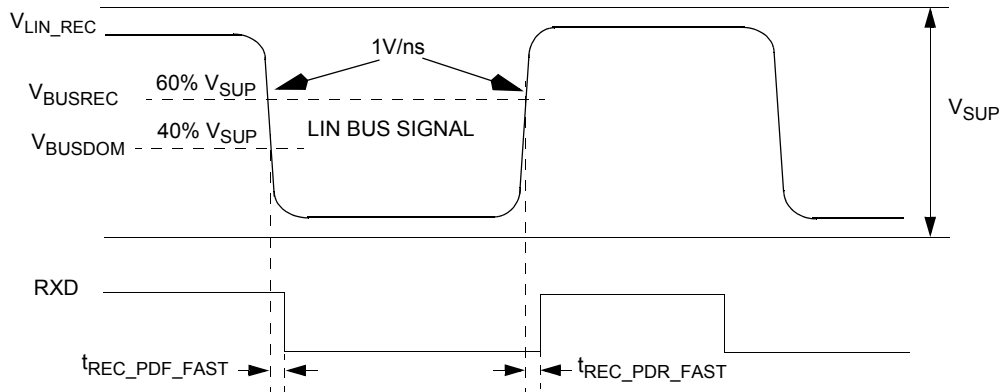 V_LIN_REC
1V/ns
60% V_SUP
V_BUSREC
V_SUP
40% V_SUP
LIN BUS SIGNAL
V_BUSDOM
RXD
t_REC_PDF_FAST
t_REC_PDR_FAST